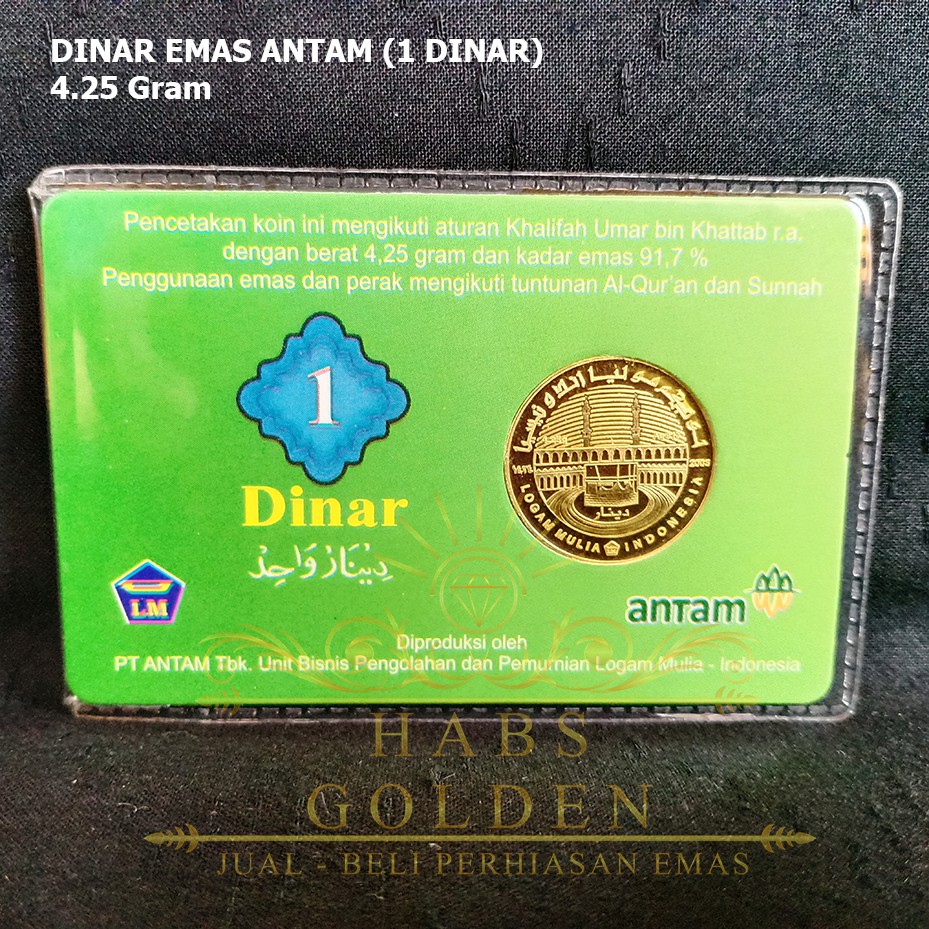 DINAR EMAS ANTAM (1 DINAR)
4.25 Gram
Pencetakan koin ini mengikuti aturan Khalifah Umar bin Khattab r.a.
dengan berat 4,25 gram dan kadar emas 91,7 %
Penggunaan emas dan perak mengikuti tuntunan Al-Qur'an dan Sunnah
1
Dinar
دِيْنَارْ وَاحِدْ
دينار
LOGAM MULIA INDONESIA
LM
antam
Diproduksi oleh
PT ANTAM Tbk. Unit Bisnis Pengolahan dan Pemurnian Logam Mulia - Indonesia
HABS
GOLDEN
JUAL - BELI PERHIASAN EMAS